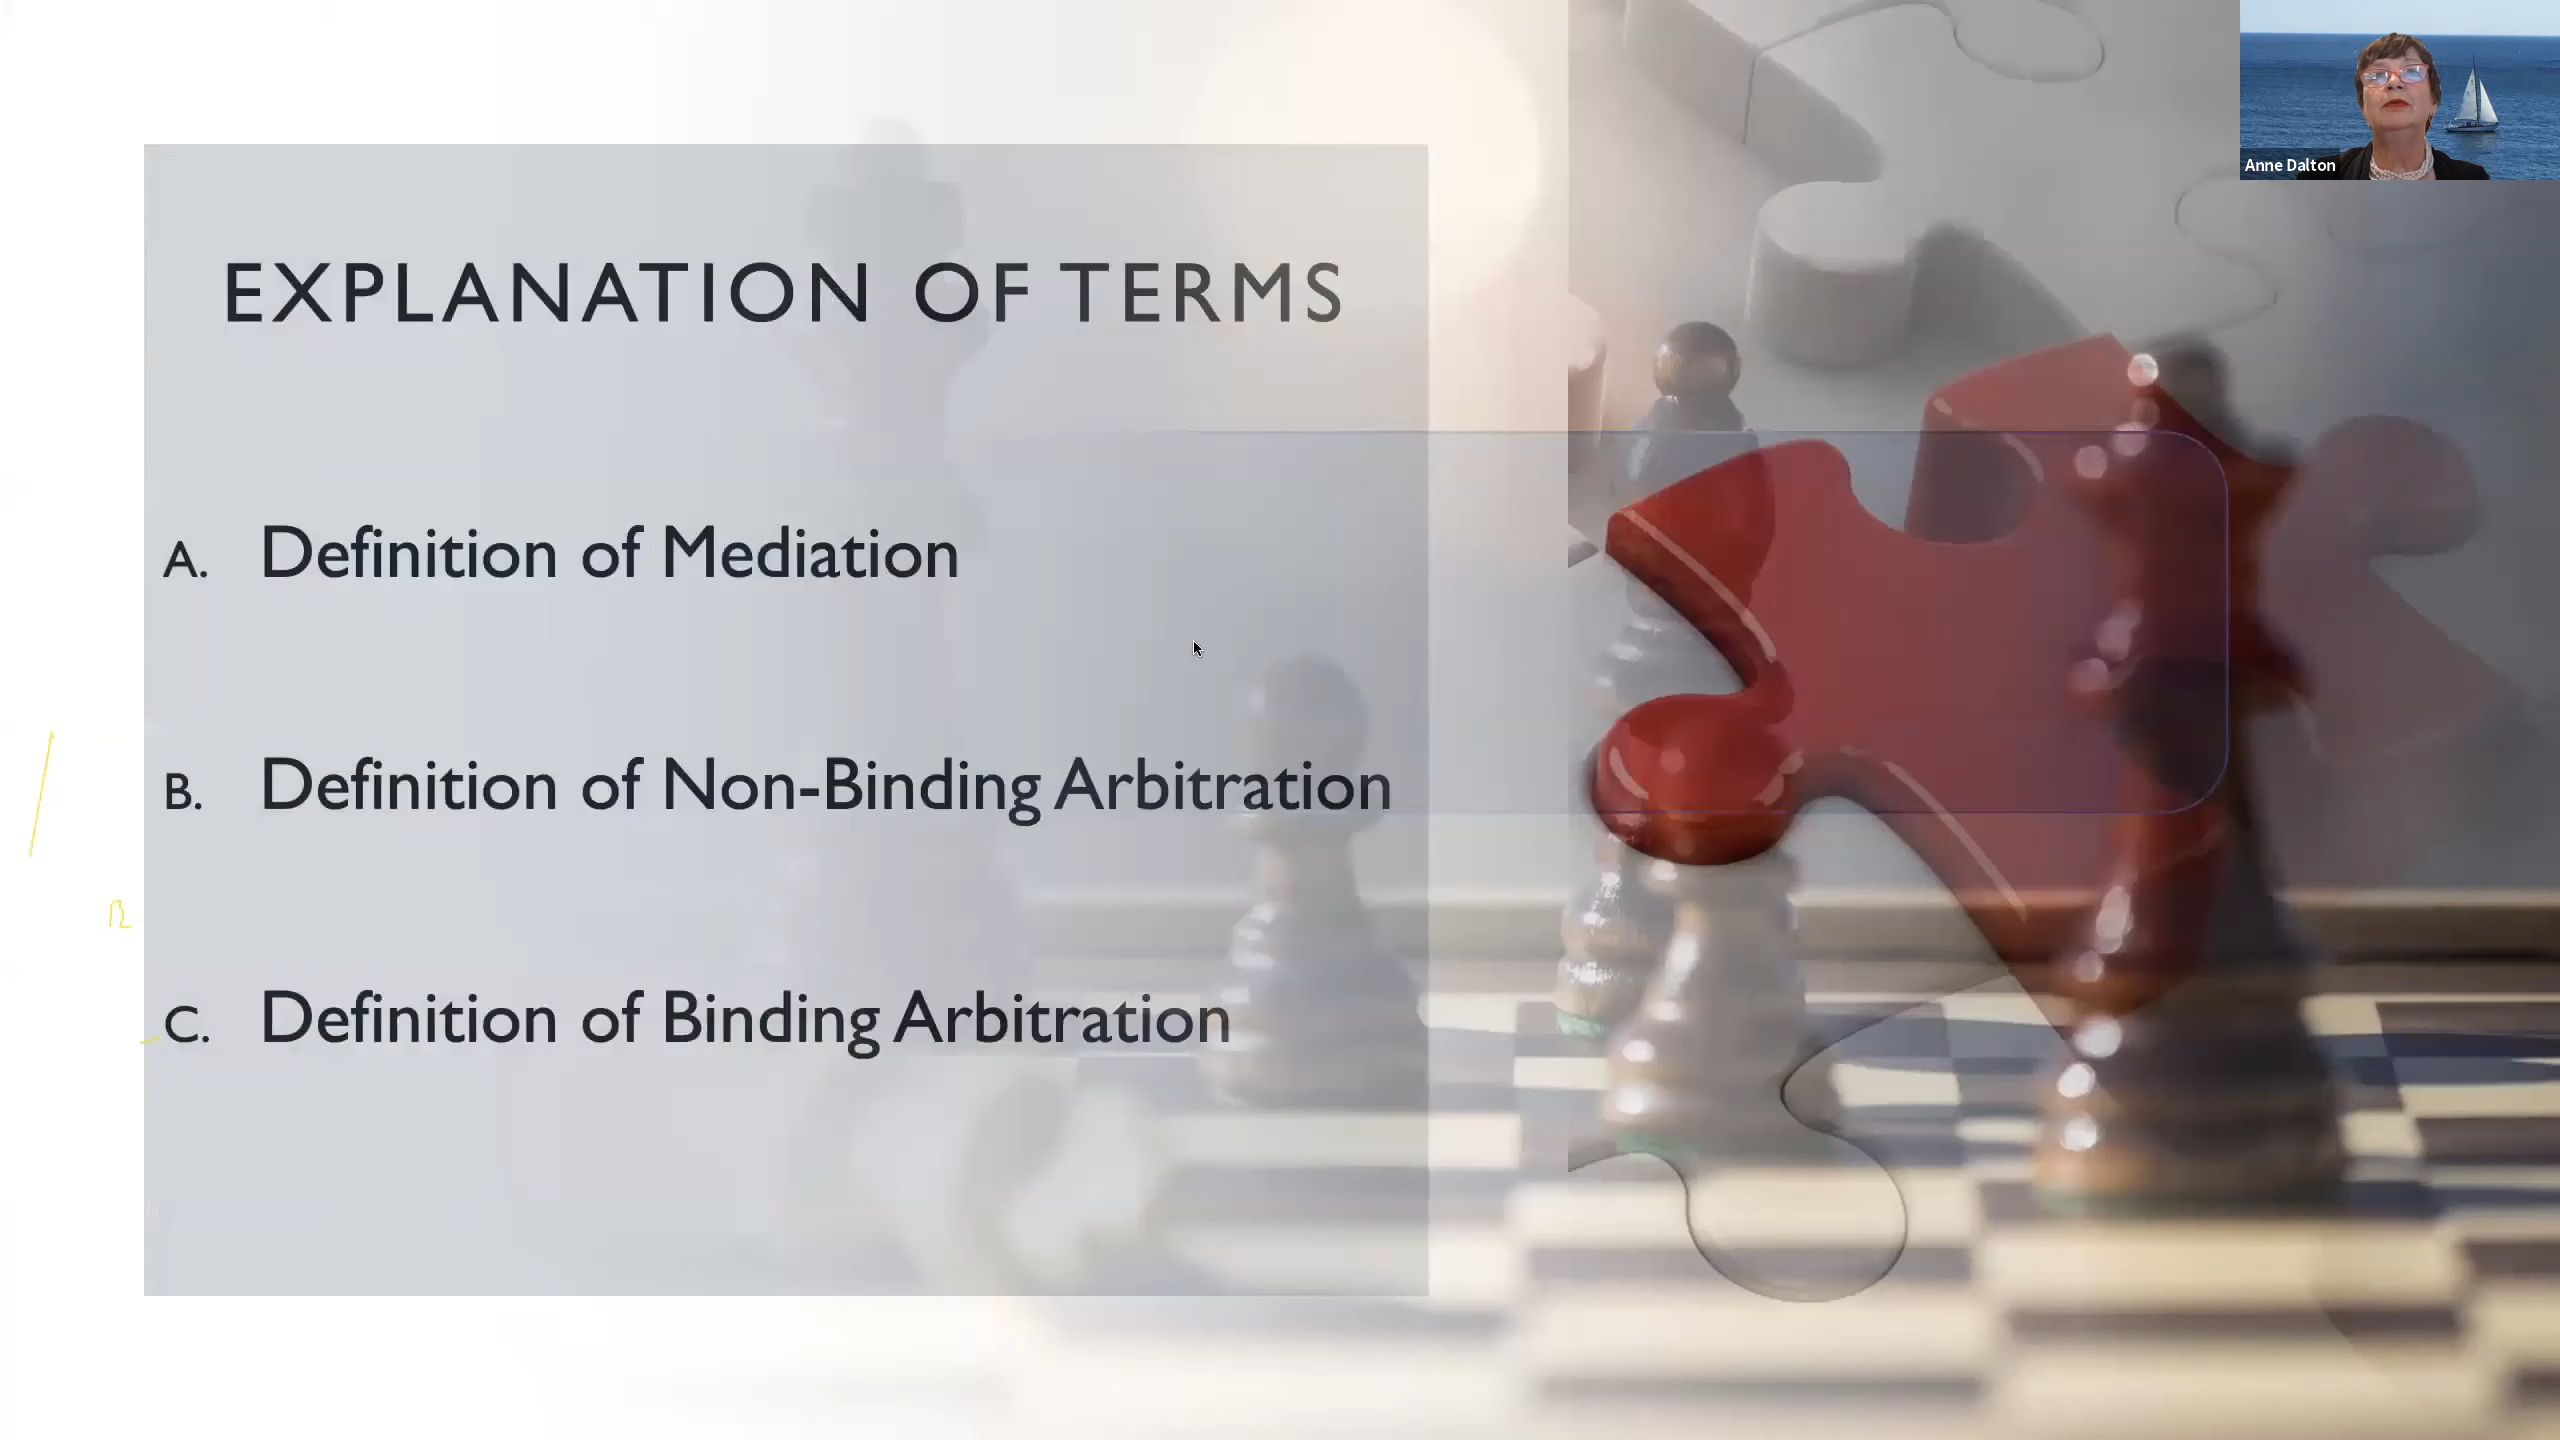 EXPLANATION OF TERMS
A. Definition of Mediation
B. Definition of Non-Binding Arbitration
C. Definition of Binding Arbitration
Anne Dalton